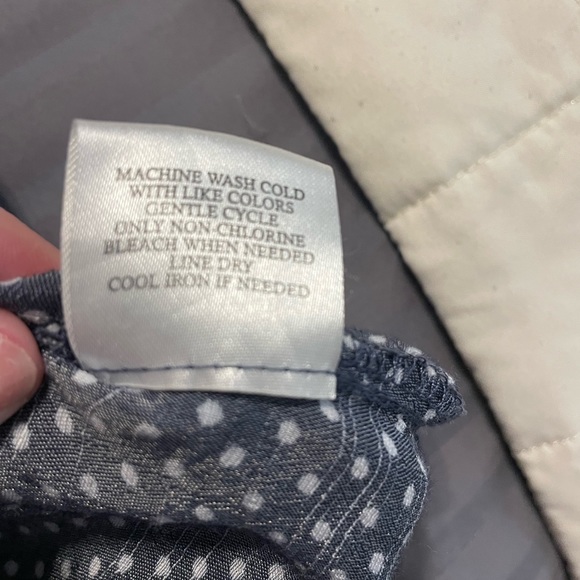 MACHINE WASH COLD
WITH LIKE COLORS
GENTLE CYCLE
ONLY NON-CHLORINE
BLEACH WHEN NEEDED
LINE DRY
COOL IRON IF NEEDED